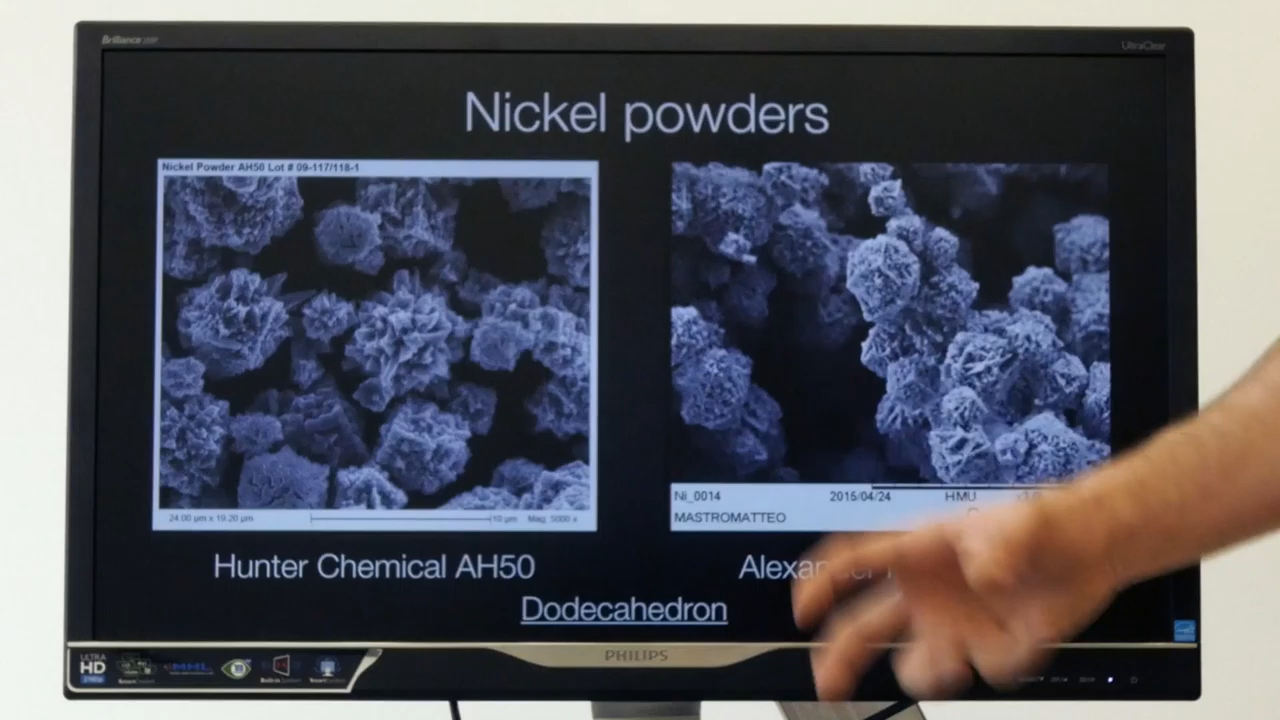 Brilliance
UltraClear
Nickel powders
Nickel Powder AH50 Lot # 09-117/118-1
24.00 µm x 19.20 µm
10 µm
Mag: 5000 x
Ni_0014
2015/04/24
HMU
MASTROMATTEO
Hunter Chemical AH50
Dodecahedron
PHILIPS
ULTRA
HD
MHL